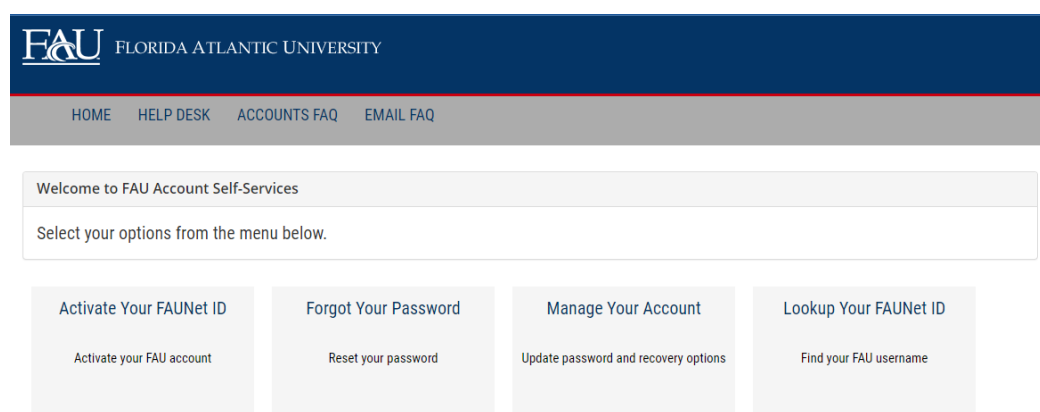 FAU FLORIDA ATLANTIC UNIVERSITY
HOME HELP DESK ACCOUNTS FAQ EMAIL FAQ
Welcome to FAU Account Self-Services
Select your options from the menu below.
Activate Your FAUNet ID
Activate your FAU account
Forgot Your Password
Reset your password
Manage Your Account
Update password and recovery options
Lookup Your FAUNet ID
Find your FAU username